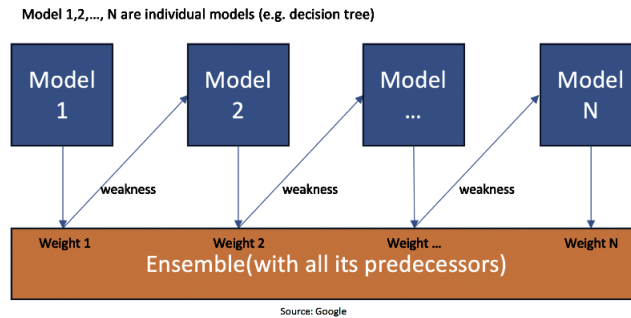 Model 1,2,..., N are individual models (e.g. decision tree)
Model
1
Model
2
Model
...
Model
N
weakness
weakness
weakness
Weight 1
Weight 2
Weight ...
Weight N
Ensemble(with all its predecessors)
Source: Google